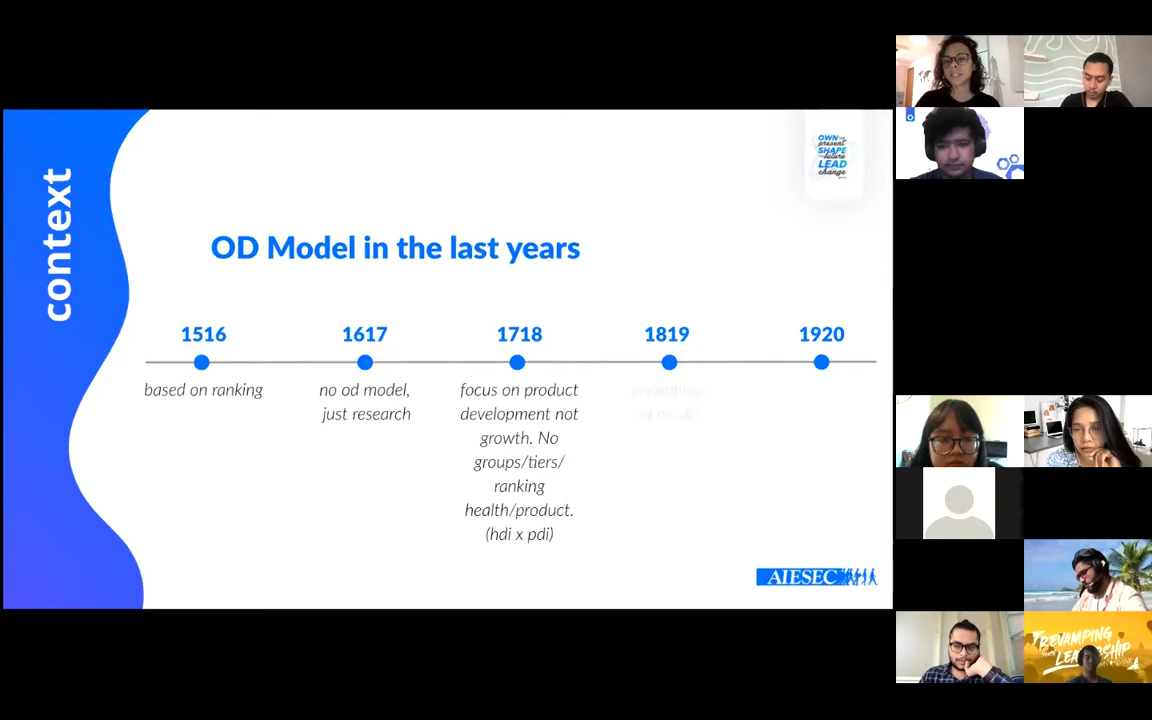 context
OWN the
present
SHAPE
the future
LEAD
change
OD Model in the last years
1516
1617
1718
1819
1920
based on ranking
no od model,
just research
focus on product
development not
growth. No
groups/tiers/
ranking
health/product.
(hdi x pdi)
AIESEC
REVAMPING